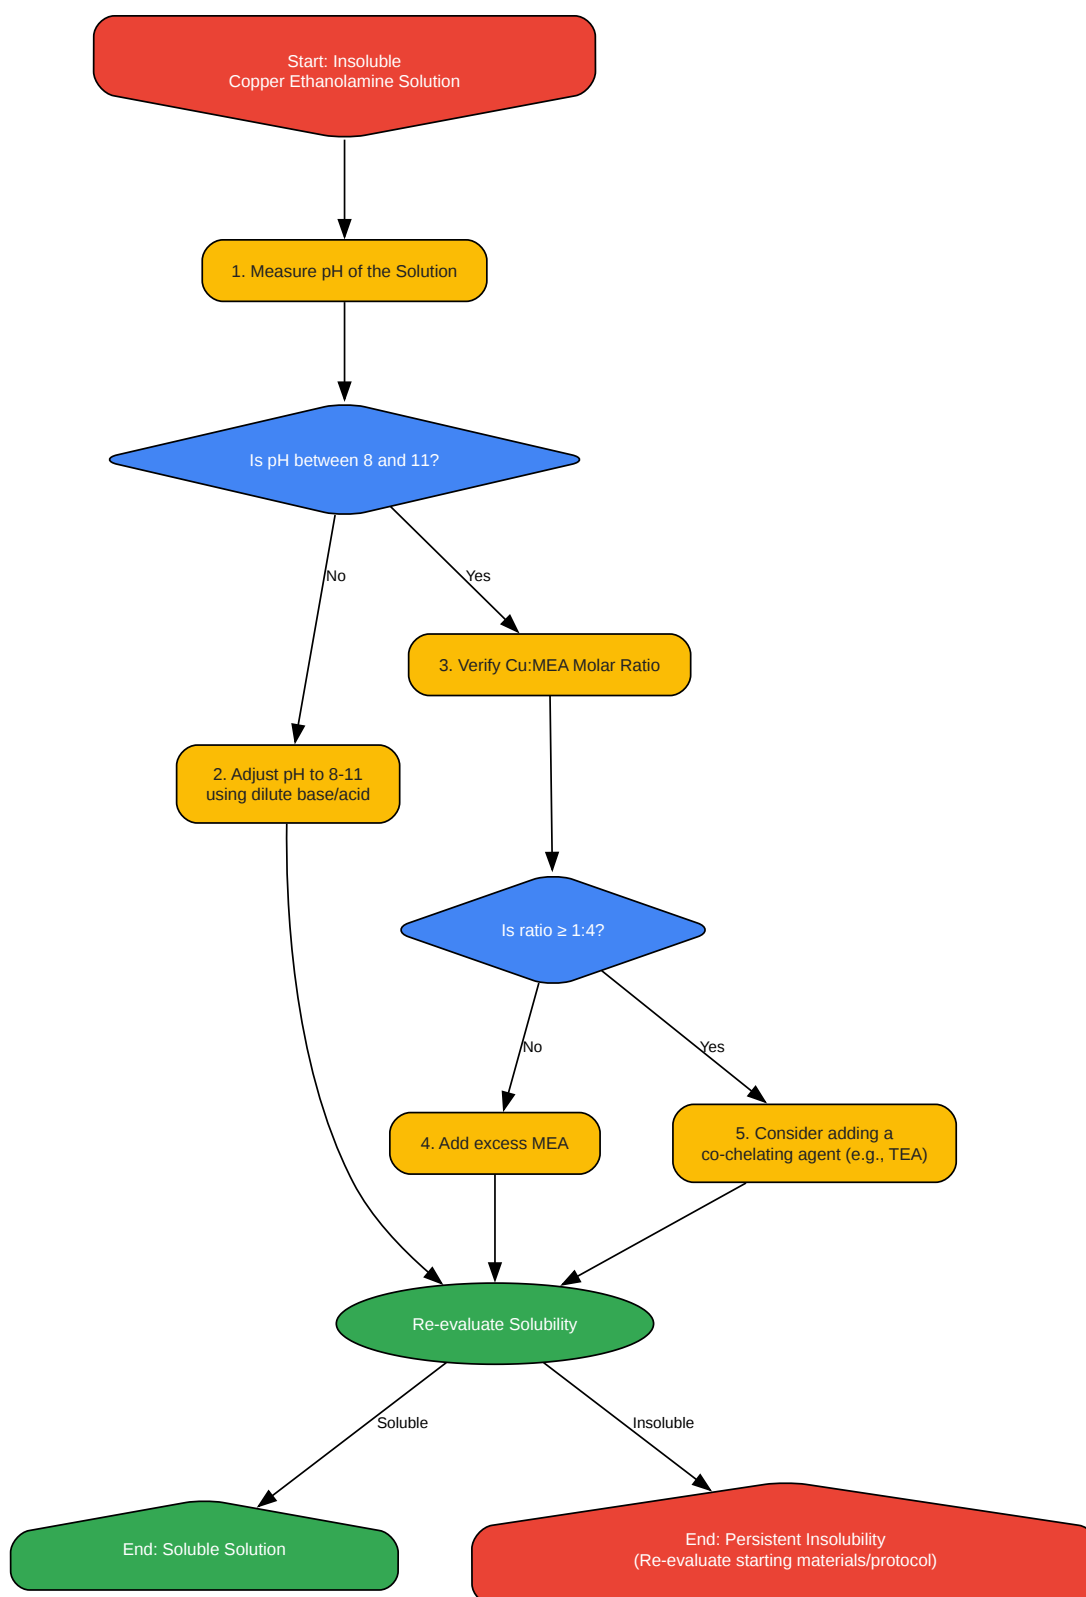 Start: Insoluble
Copper Ethanolamine Solution
1. Measure pH of the Solution
Is pH between 8 and 11?
No
Yes
3. Verify Cu:MEA Molar Ratio
2. Adjust pH to 8-11
using dilute base/acid
Is ratio ≥ 1:4?
No
Yes
4. Add excess MEA
5. Consider adding a
co-chelating agent (e.g., TEA)
Re-evaluate Solubility
Soluble
Insoluble
End: Soluble Solution
End: Persistent Insolubility
(Re-evaluate starting materials/protocol)